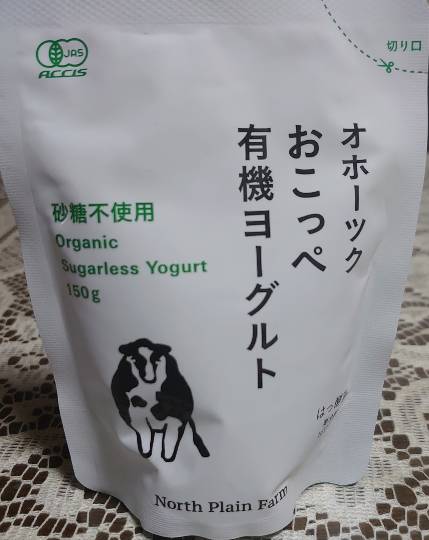 JAS
ACCIS
切り口
オホーツク
おこっぺ
有機ヨーグルト
砂糖不使用
Organic
Sugarless Yogurt
150g
North Plain Farm